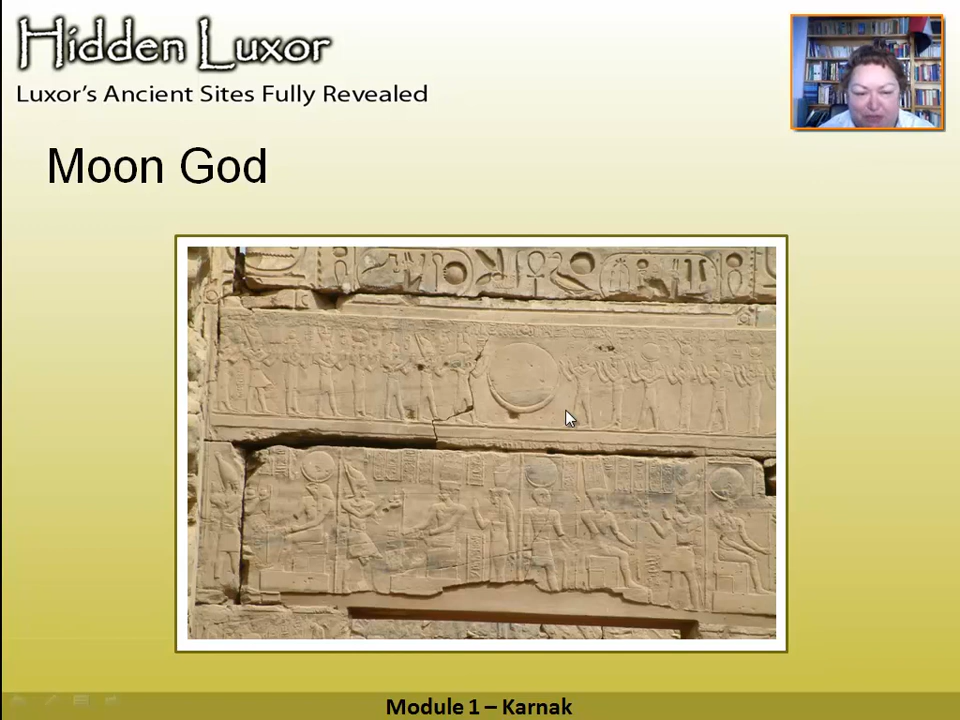 Hidden Luxor
Luxor's Ancient Sites Fully Revealed
Moon God
Module 1 – Karnak